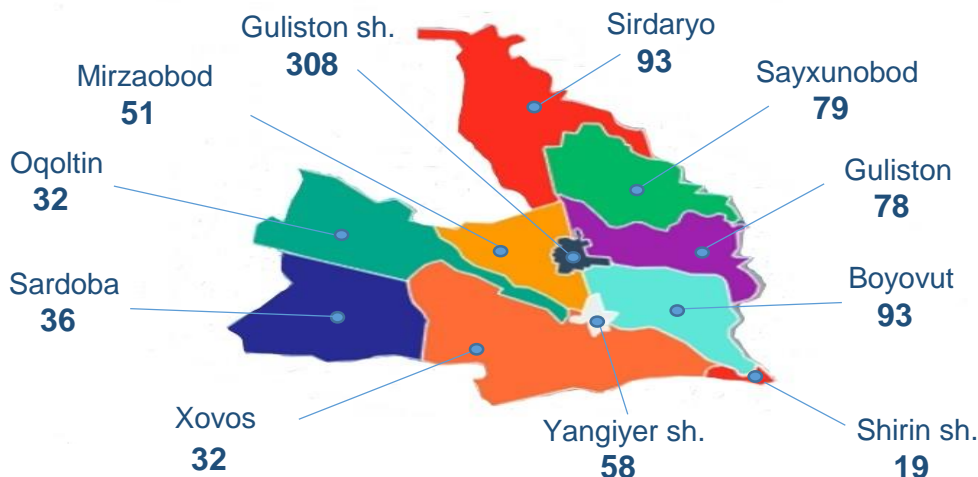 Guliston sh.
308
Sirdaryo
93
Mirzaobod
51
Sayxunobod
79
Oqoltin
32
Guliston
78
Sardoba
36
Boyovut
93
Xovos
32
Yangiyer sh.
58
Shirin sh.
19